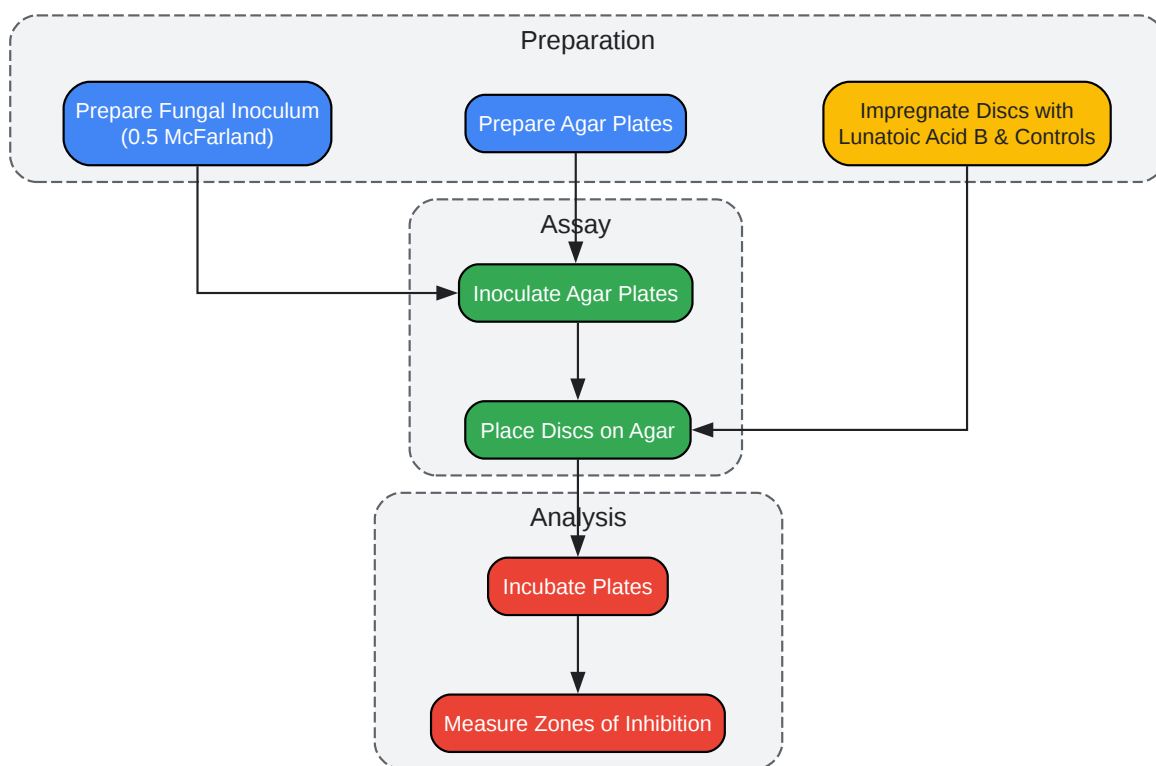 Preparation
Prepare Fungal Inoculum
(0.5 McFarland)
Prepare Agar Plates
Impregnate Discs with
Lunatoic Acid B & Controls
Assay
Inoculate Agar Plates
Place Discs on Agar
Analysis
Incubate Plates
Measure Zones of Inhibition